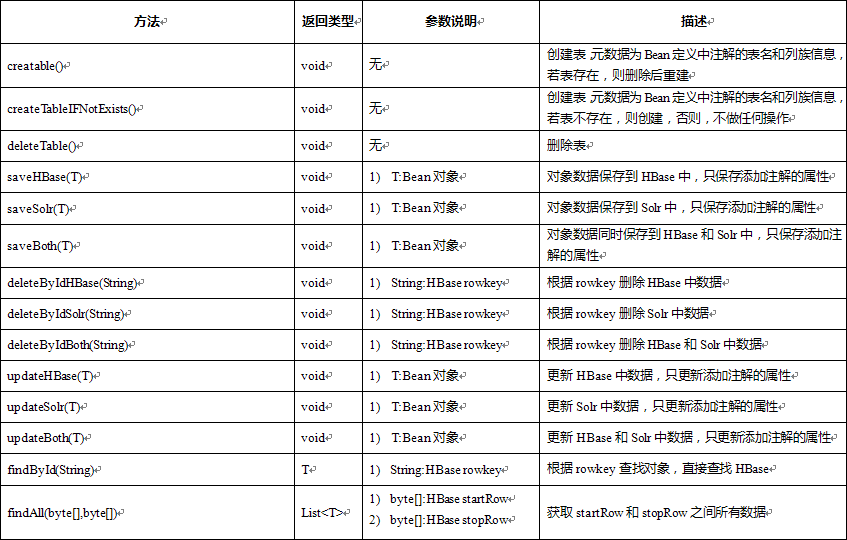 方法 返回类型 参数说明 描述
creatable() void 无 创建表,元数据为 Bean 定义中注解的表名和列族信息，
若表存在，则删除后重建
createTableIFNotExists() void 无 创建表,元数据为 Bean 定义中注解的表名和列族信息，
若表不存在，则创建，否则，不做任何操作
deleteTable() void 无 删除表
saveHBase(T) void 1) T:Bean 对象 对象数据保存到 HBase 中，只保存添加注解的属性
saveSolr(T) void 1) T:Bean 对象 对象数据保存到 Solr 中，只保存添加注解的属性
saveBoth(T) void 1) T:Bean 对象 对象数据同时保存到 HBase 和 Solr 中，只保存添加注
解的属性
deleteByIdHBase(String) void 1) String:HBase rowkey 根据 rowkey 删除 HBase 中数据
deleteByIdSolr(String) void 1) String:HBase rowkey 根据 rowkey 删除 Solr 中数据
deleteByIdBoth(String) void 1) String:HBase rowkey 根据 rowkey 删除 HBase 和 Solr 中数据
updateHBase(T) void 1) T:Bean 对象 更新 HBase 中数据，只更新添加注解的属性
updateSolr(T) void 1) T:Bean 对象 更新 Solr 中数据，只更新添加注解的属性
updateBoth(T) void 1) T:Bean 对象 更新 HBase 和 Solr 中数据，只更新添加注解的属性
findById(String) T 1) String:HBase rowkey 根据 rowkey 查找对象，直接查找 HBase
findAll(byte[],byte[]) List<T> 1) byte[]:HBase startRow
2) byte[]:HBase stopRow 获取 startRow 和 stopRow 之间所有数据